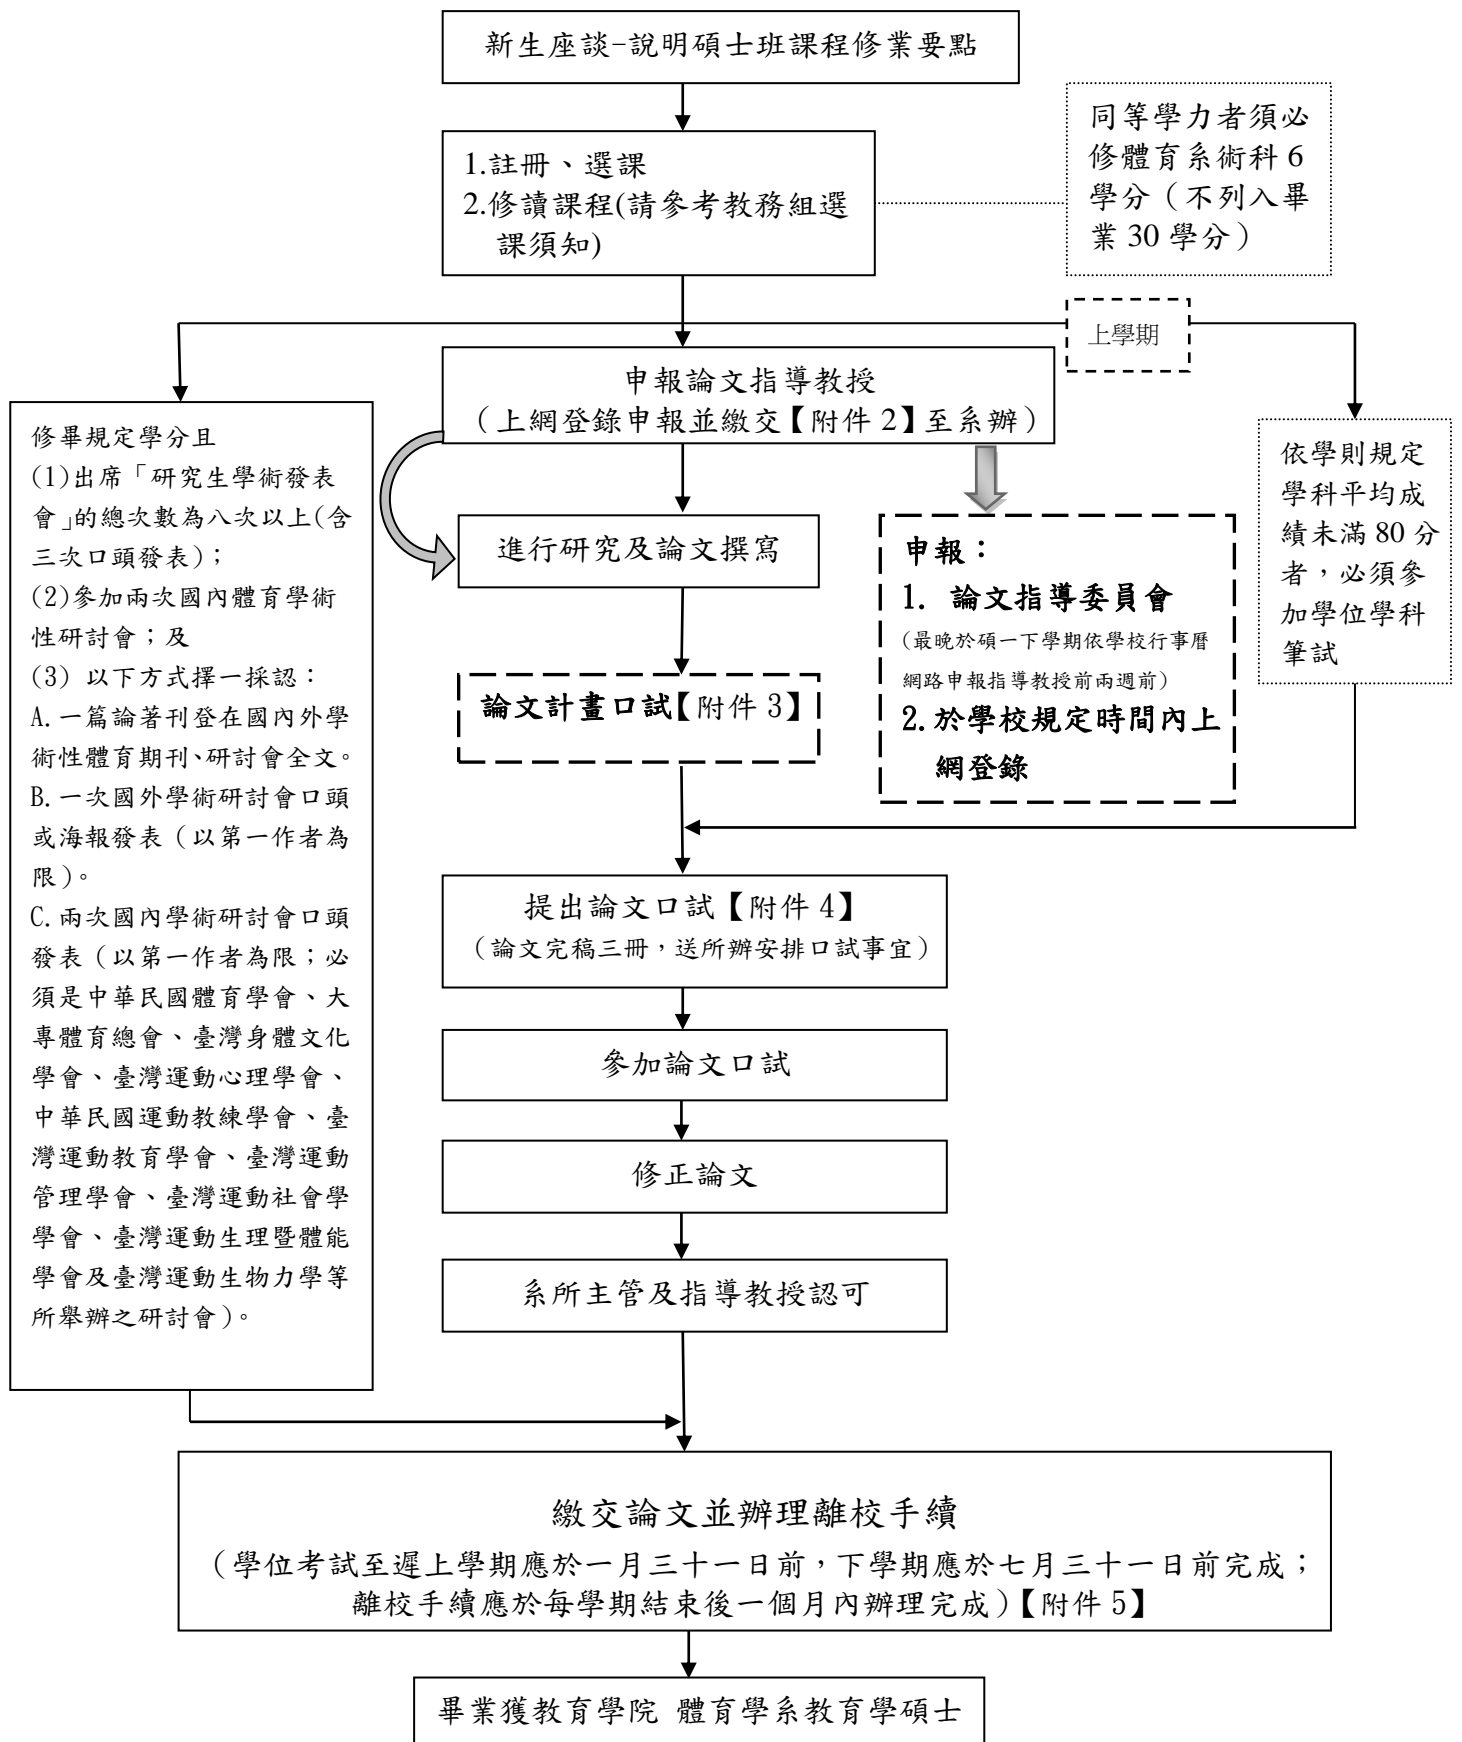 新生座談-說明碩士班課程修業要點
同等學力者須必
修體育系術科 6
學分（不列入畢
業 30 學分）
1.註冊、選課
2.修讀課程(請參考教務組選
課須知)
上學期
申報論文指導教授
（上網登錄申報並繳交【附件 2】至系辦）
修畢規定學分且
(1)出席「研究生學術發表
會」的總次數為八次以上(含
三次口頭發表)；
(2)參加兩次國內體育學術
性研討會；及
(3) 以下方式擇一採認：
A.一篇論著刊登在國內外學
術性體育期刊、研討會全文。
B.一次國外學術研討會口頭
或海報發表（以第一作者為
限）。
C.兩次國內學術研討會口頭
發表（以第一作者為限；必
須是中華民國體育學會、大
專體育總會、臺灣身體文化
學會、臺灣運動心理學會、
中華民國運動教練學會、臺
灣運動教育學會、臺灣運動
管理學會、臺灣運動社會學
學會、臺灣運動生理暨體能
學會及臺灣運動生物力學等
所舉辦之研討會）。
進行研究及論文撰寫
申報：
1. 論文指導委員會
（最晚於碩一下學期依學校行事曆
網路申報指導教授前兩週前）
2.於學校規定時間內上
網登錄
依學則規定
學科平均成
績未滿 80 分
者，必須參
加學位學科
筆試
論文計畫口試【附件 3】
提出論文口試【附件 4】
（論文完稿三冊，送所辦安排口試事宜）
參加論文口試
修正論文
系所主管及指導教授認可
繳交論文並辦理離校手續
（學位考試至遲上學期應於一月三十一日前，下學期應於七月三十一日前完成；
離校手續應於每學期結束後一個月內辦理完成）【附件 5】
畢業獲教育學院 體育學系教育學碩士